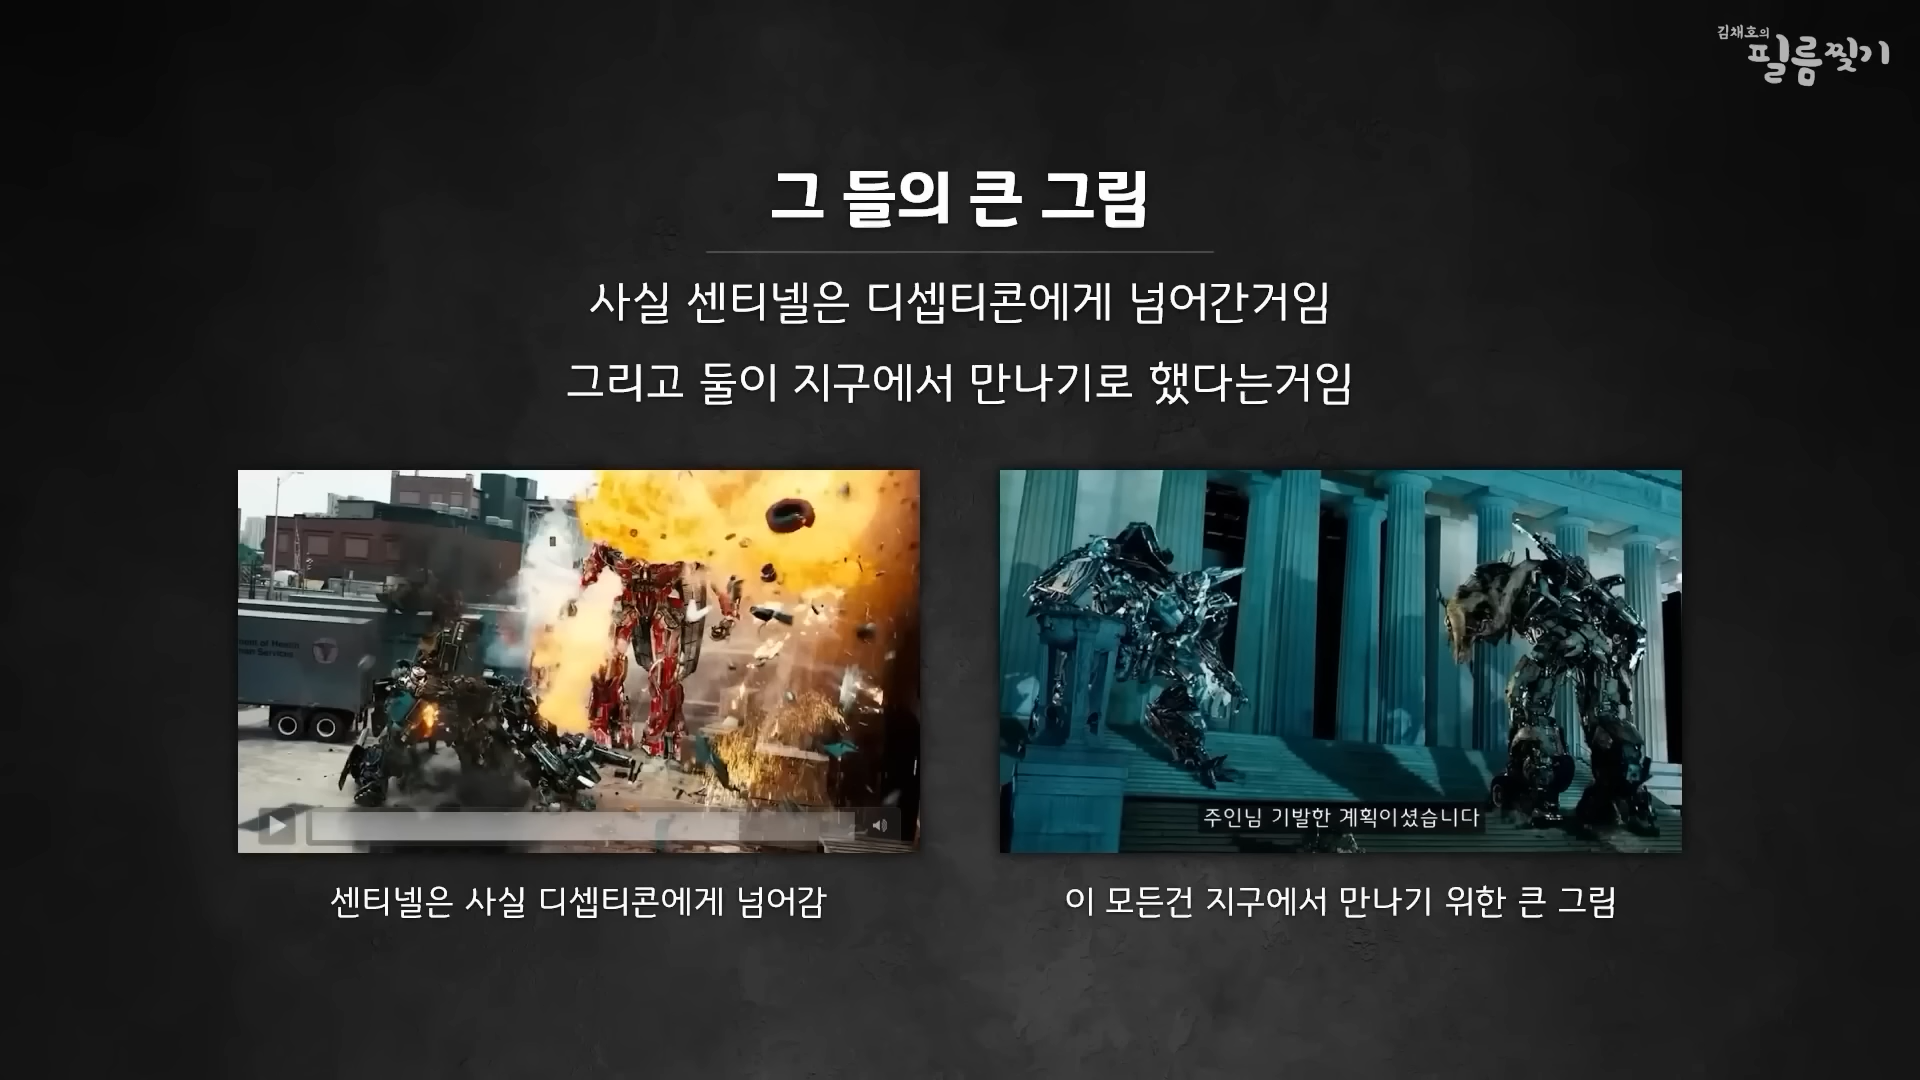 김채호의
필름찢기
그 들의 큰 그림
사실 센티넬은 디셉티콘에게 넘어간거임
그리고 둘이 지구에서 만나기로 했다는거임
주인님 기발한 계획이셨습니다
센티넬은 사실 디셉티콘에게 넘어감
이 모든건 지구에서 만나기 위한 큰 그림